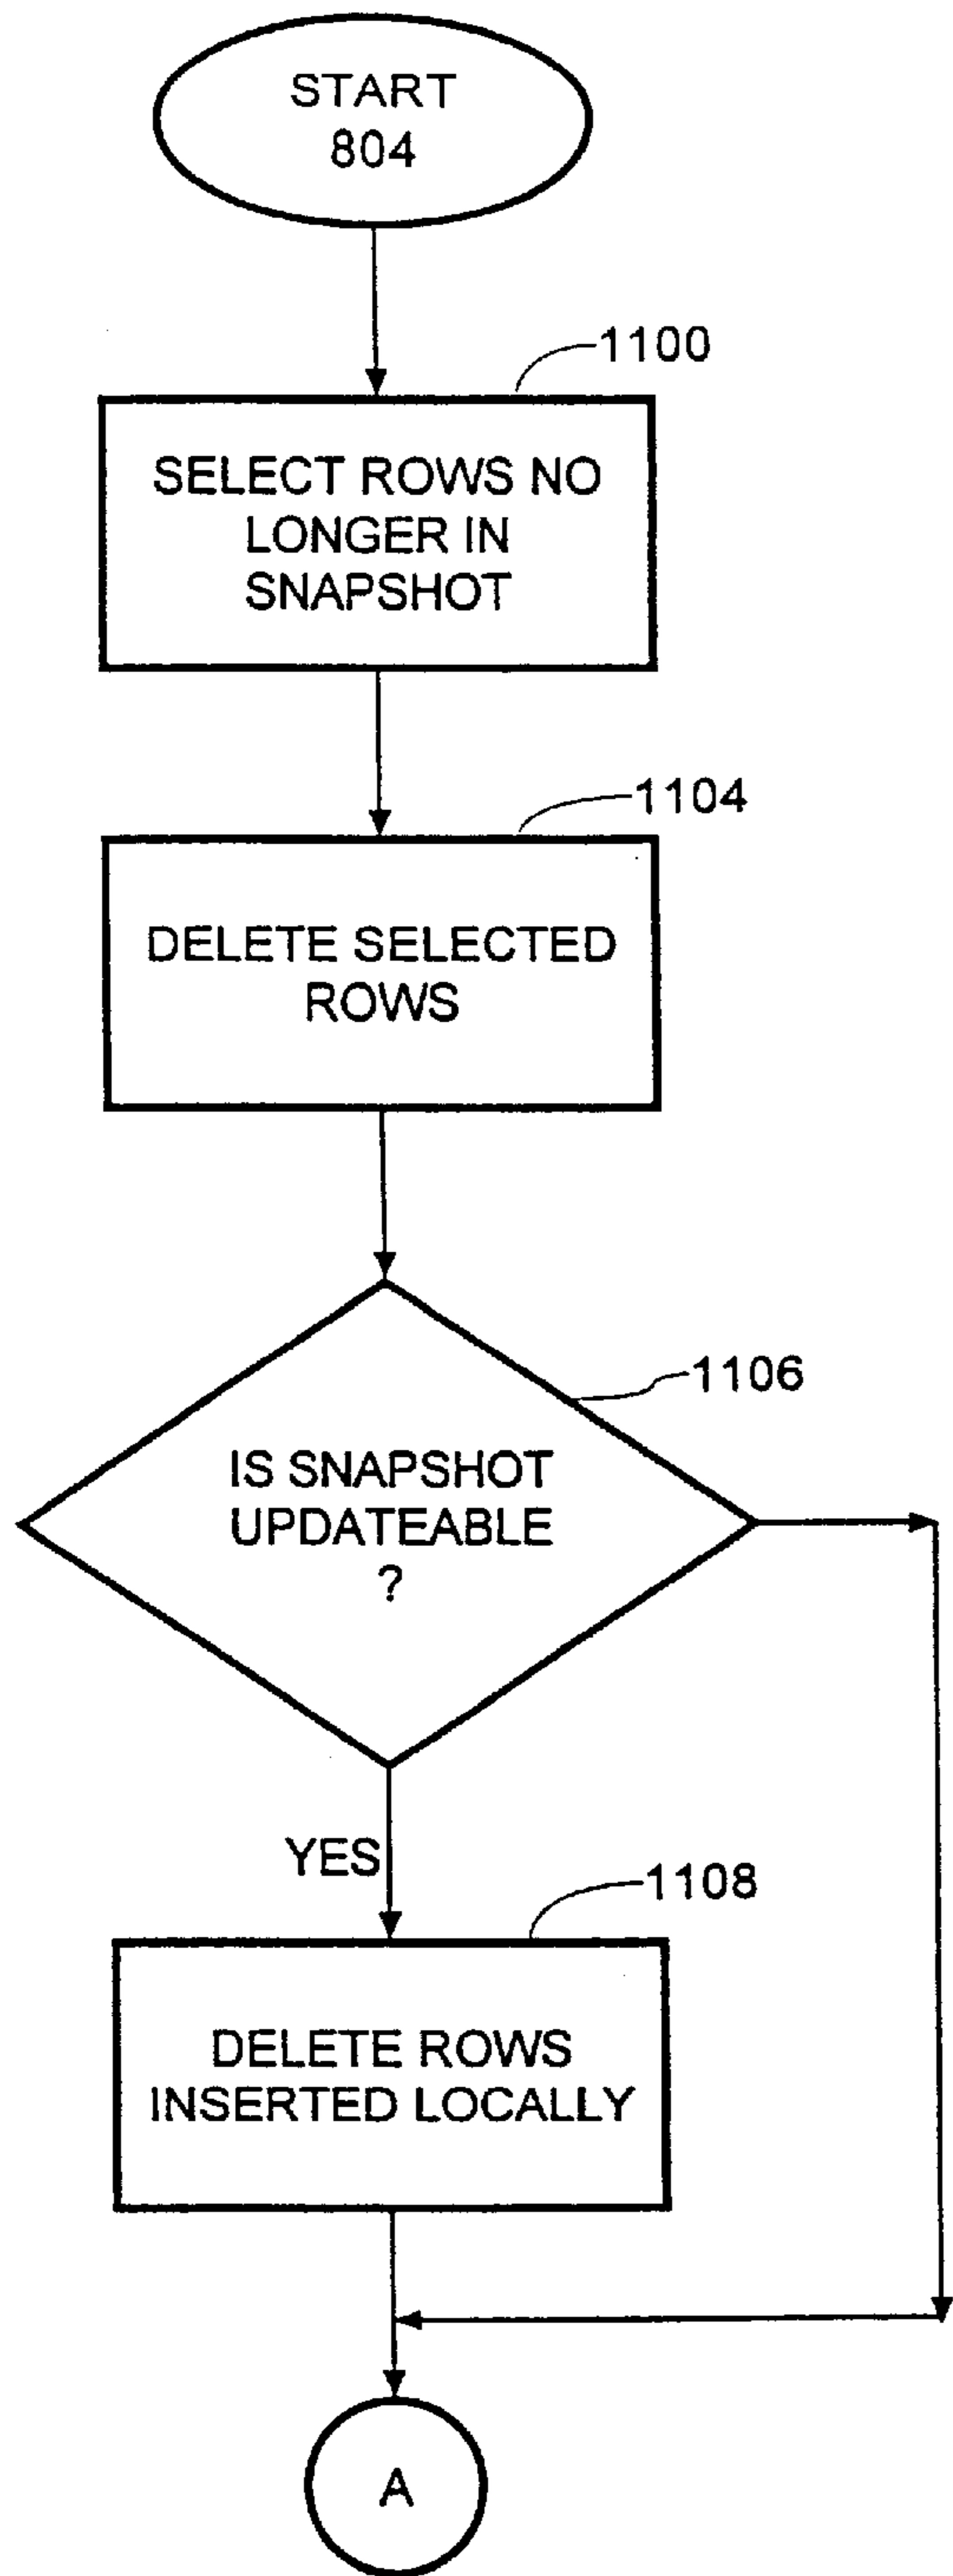 START
804
1100
SELECT ROWS NO
LONGER IN
SNAPSHOT
1104
DELETE SELECTED
ROWS
1106
IS SNAPSHOT
UPDATEABLE
?
YES
1108
DELETE ROWS
INSERTED LOCALLY
A